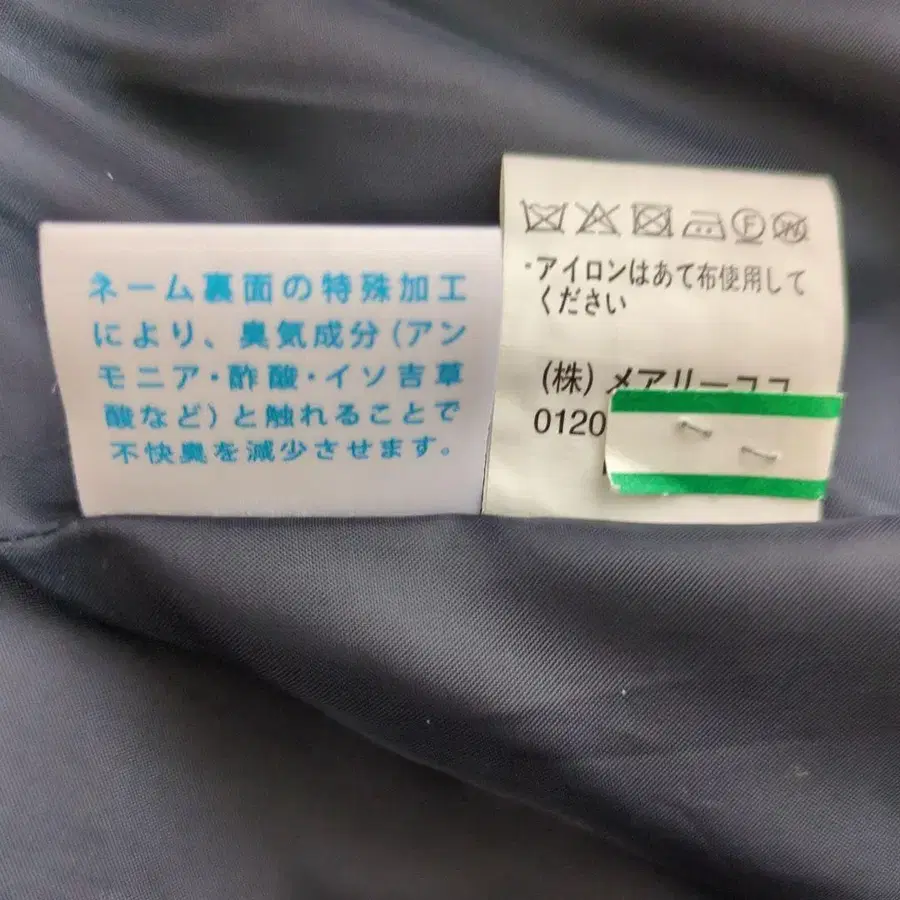 ネーム裏面の特殊加工
により、臭気成分(アン
モニア・酢酸・イソ吉草
酸など)と触れることで
不快臭を減少させます。
F W
・アイロンはあて布使用して
ください
(株) メアリーココ
0120